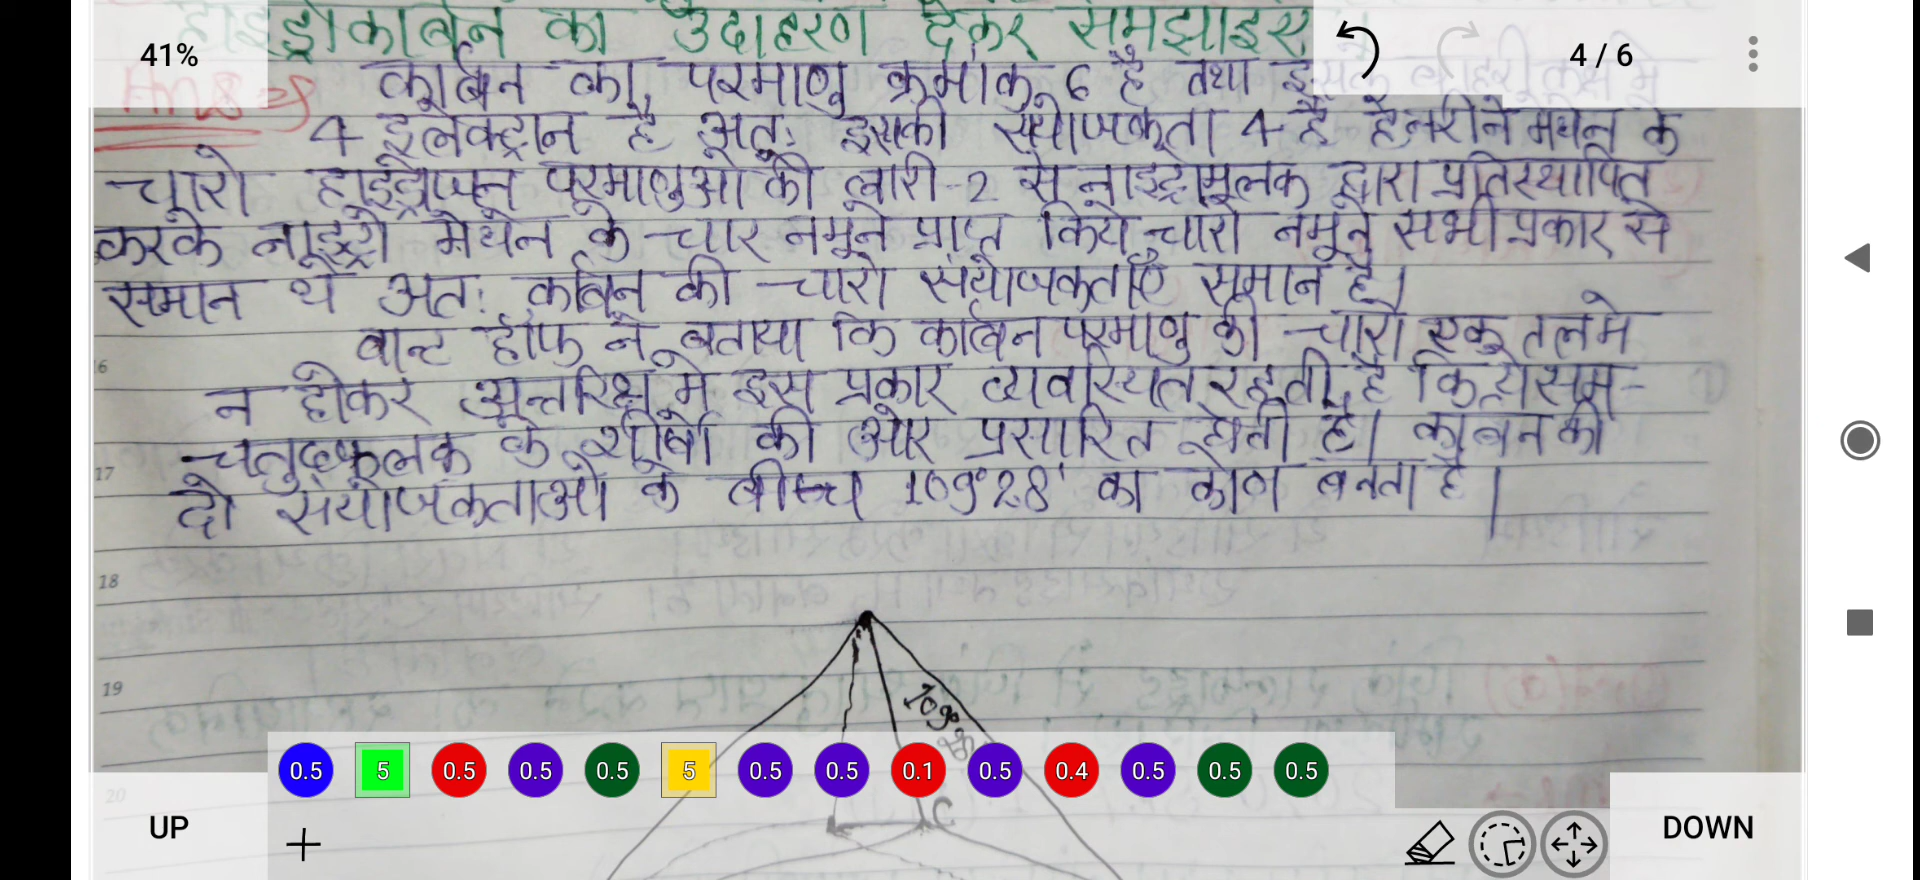 हाइड्रोकार्बन का उदाहरण देकर समझाइए
41%
4 / 6
Ans ⇒
कार्बन का परमाणु क्रमांक 6 है तथा इसके बाहरी कक्ष मे
4 इलेक्ट्रान है अतः इसकी संयोजकता 4 है हेनरी ने मेथेन के
चारो हाइड्रोजन परमाणुओ को बारी-2 से नाइट्रोमूलक द्वारा प्रतिस्थापित
करके नाइट्रो मेथेन के चार नमूने प्राप्त किये चारो नमूने सभी प्रकार से
समान थे अतः कार्बन की चारो संयोजकताएँ समान है।
वान्ट हॉफ ने बताया कि कार्बन परमाणु की चारो एक तल मे
16
न होकर अन्तरिक्ष मे इस प्रकार व्यवस्थित रहती है कि वो सम-
चतुष्फलक के शीर्षो की ओर प्रसारित होती है। कार्बन की
17
दो संयोजकताओ के बीच 109°28' का कोण बनता है।
18
19
109°28'
0.5 5 0.5 0.5 0.5 5 0.5 0.5 0.1 0.5 0.4 0.5 0.5 0.5
20
C
UP
DOWN